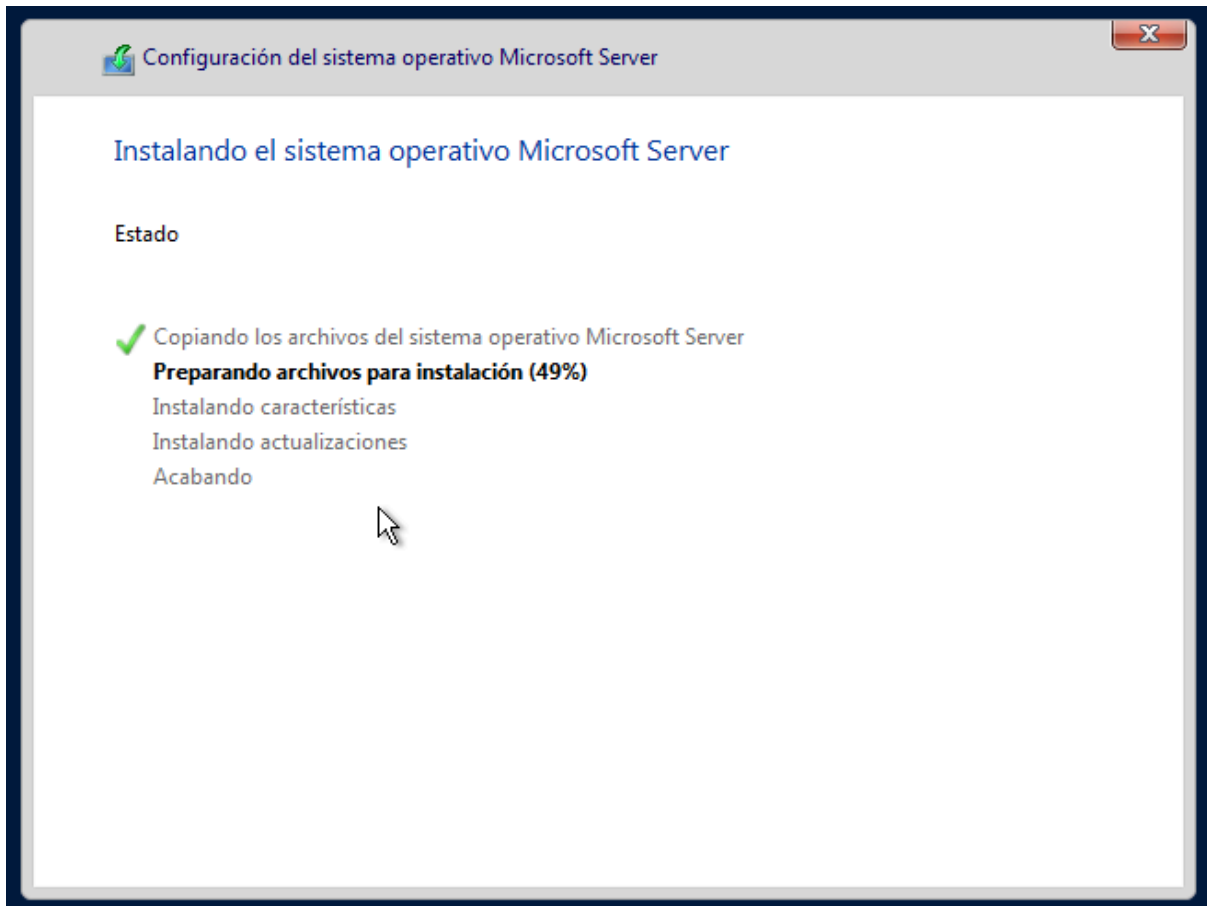 Configuración del sistema operativo Microsoft Server
Instalando el sistema operativo Microsoft Server
Estado
Copiando los archivos del sistema operativo Microsoft Server
Preparando archivos para instalación (49%)
Instalando características
Instalando actualizaciones
Acabando